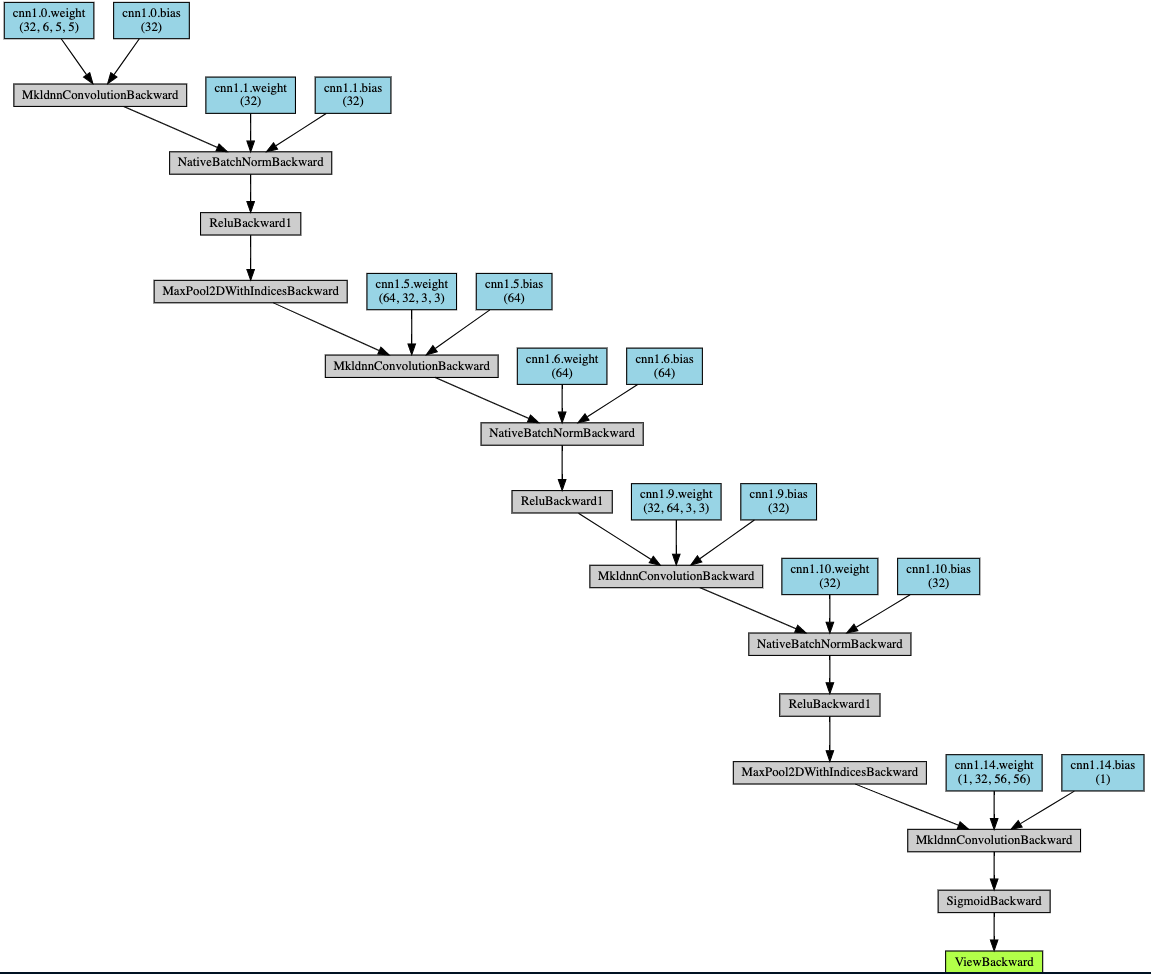 cnn1.0.weight
(32, 6, 5, 5)
cnn1.0.bias
(32)
MkldnnConvolutionBackward
cnn1.1.weight
(32)
cnn1.1.bias
(32)
NativeBatchNormBackward
ReluBackward1
MaxPool2DWithIndicesBackward
cnn1.5.weight
(64, 32, 3, 3)
cnn1.5.bias
(64)
MkldnnConvolutionBackward
cnn1.6.weight
(64)
cnn1.6.bias
(64)
NativeBatchNormBackward
ReluBackward1
cnn1.9.weight
(32, 64, 3, 3)
cnn1.9.bias
(32)
MkldnnConvolutionBackward
cnn1.10.weight
(32)
cnn1.10.bias
(32)
NativeBatchNormBackward
ReluBackward1
MaxPool2DWithIndicesBackward
cnn1.14.weight
(1, 32, 56, 56)
cnn1.14.bias
(1)
MkldnnConvolutionBackward
SigmoidBackward
ViewBackward